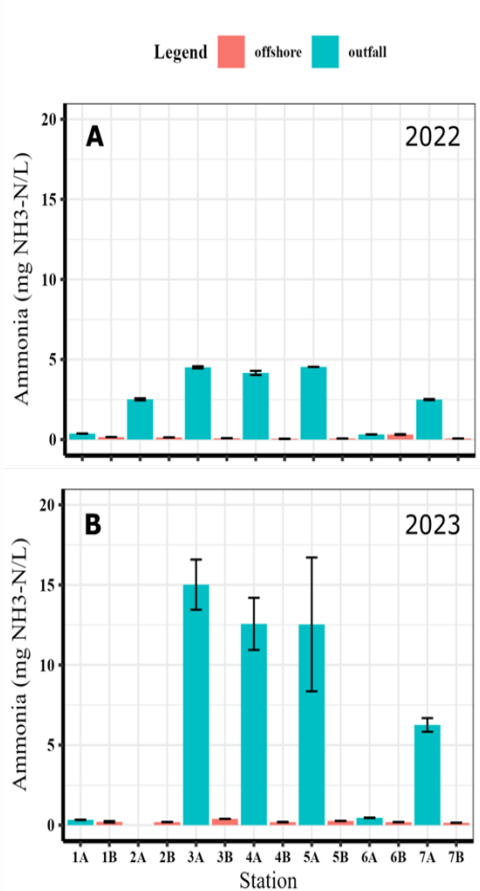 Legend offshore outfall
A 2022
20
15
10
5
0
Ammonia (mg NH3-N/L)
B 2023
20
15
10
5
0
Ammonia (mg NH3-N/L)
1A 1B 2A 2B 3A 3B 4A 4B 5A 5B 6A 6B 7A 7B
Station